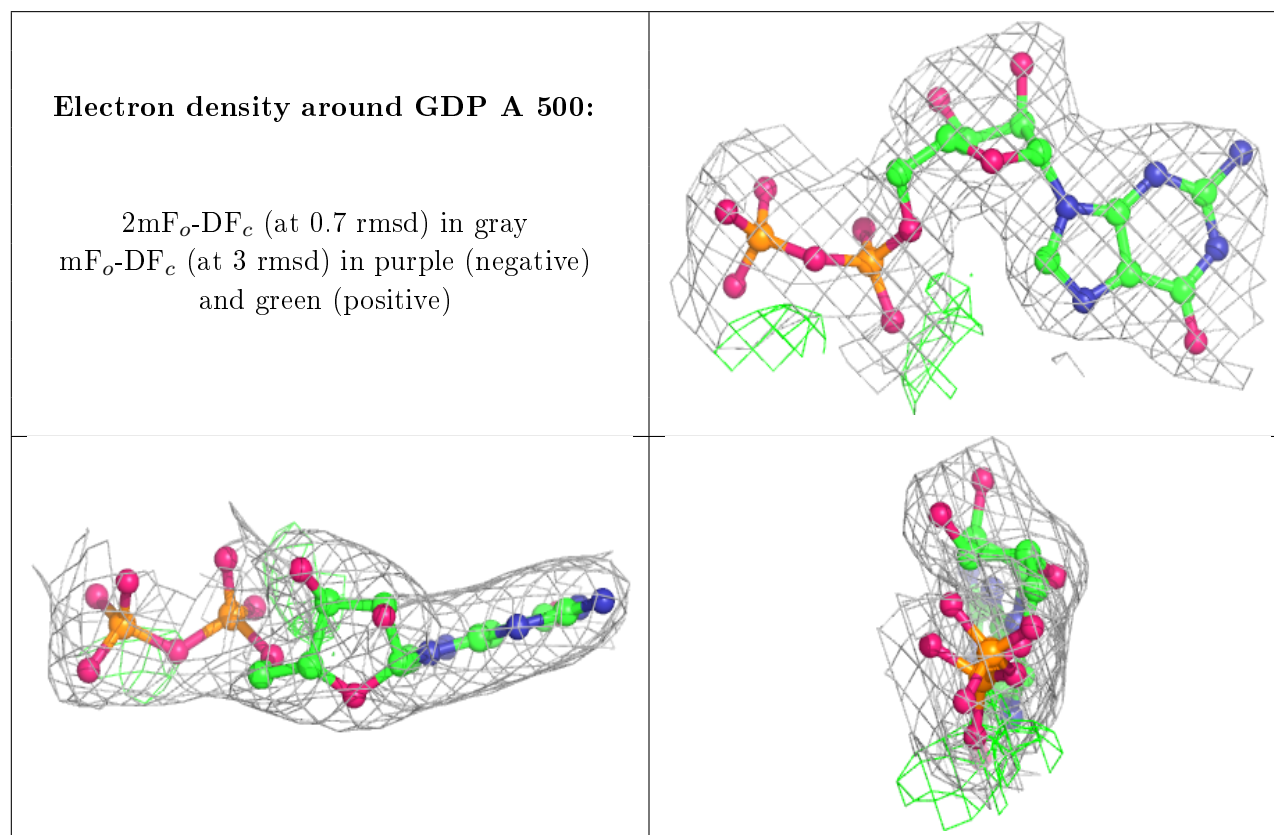 Electron density around GDP A 500:
2mFo-DFc (at 0.7 rmsd) in gray
mFo-DFc (at 3 rmsd) in purple (negative)
and green (positive)